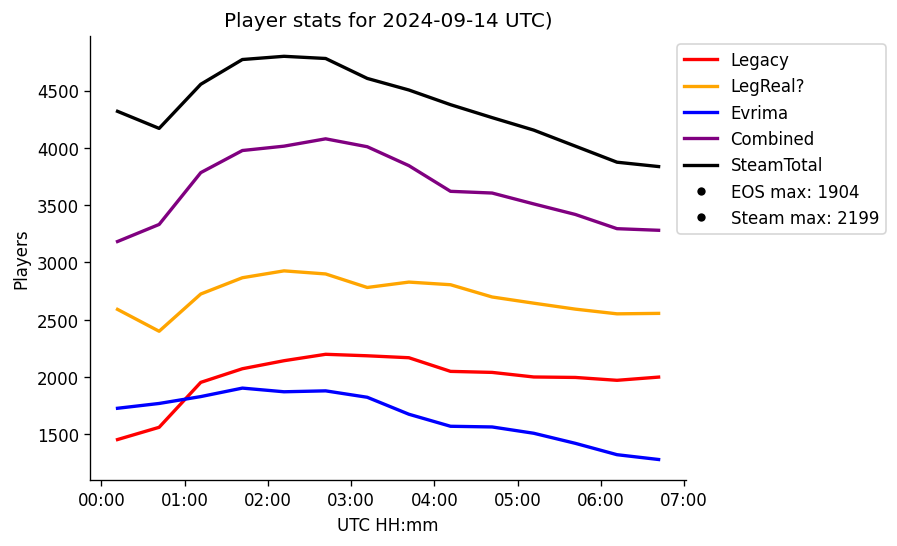 Player stats for 2024-09-14 UTC)
Legacy
LegReal?
Evrima
Combined
SteamTotal
EOS max: 1904
Steam max: 2199
Players
4500
4000
3500
3000
2500
2000
1500
00:00 01:00 02:00 03:00 04:00 05:00 06:00 07:00
UTC HH:mm